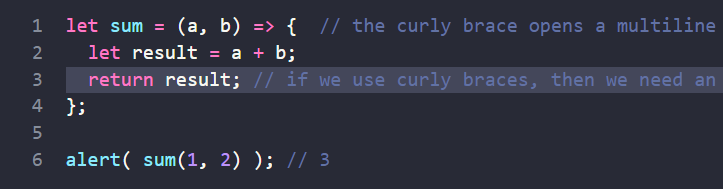 1 let sum = (a, b) => {  // the curly brace opens a multiline
2   let result = a + b;
3   return result; // if we use curly braces, then we need an
4 };
5
6 alert( sum(1, 2) ); // 3